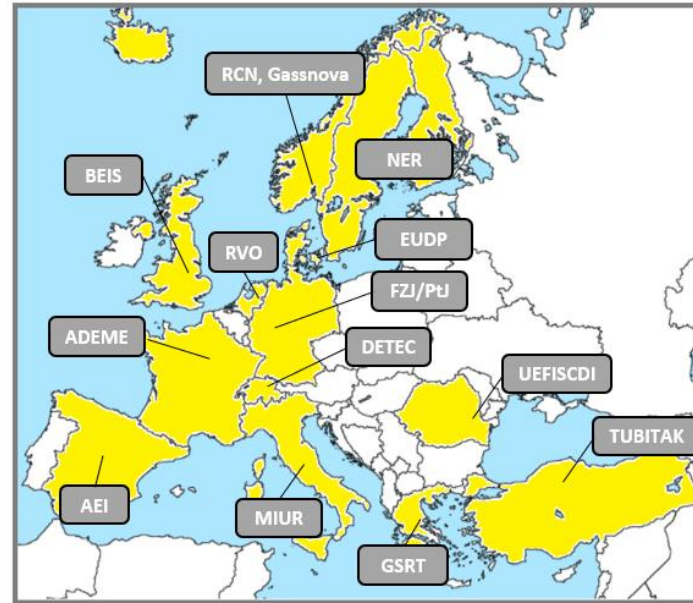 RCN, Gassnova
NER
BEIS
RVO
EUDP
FZJ/PtJ
ADEME
DETEC
UEFISCDI
TUBITAK
AEI
MIUR
GSRT